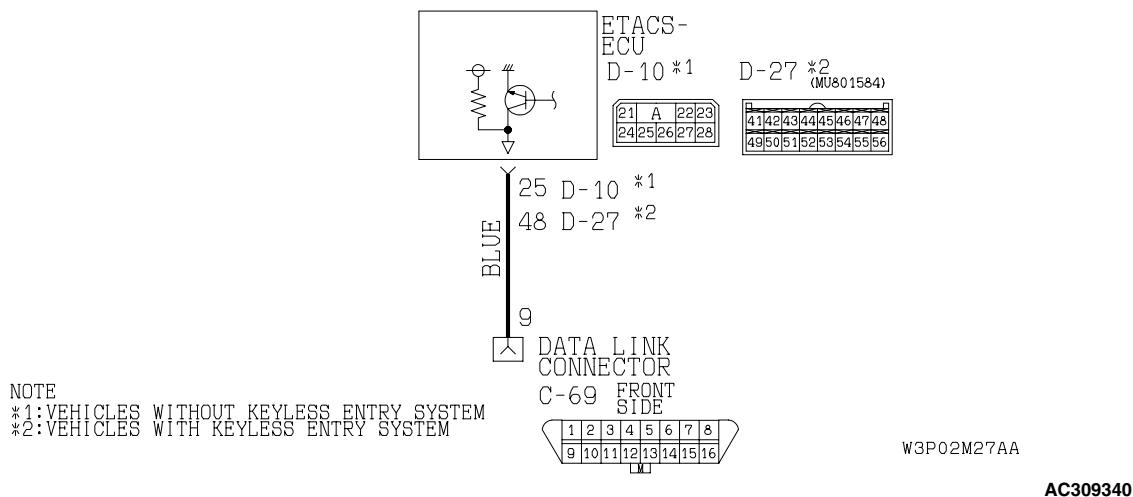 ETACS-
ECU
D-10 *1
D-27 *2
(MU801584)
21 A 22 23
24 25 26 27 28
41 42 43 44 45 46 47 48
49 50 51 52 53 54 55 56
25 D-10 *1
48 D-27 *2
BLUE
9
DATA LINK
CONNECTOR
C-69 FRONT
SIDE
1 2 3 4 5 6 7 8
9 10 11 12 13 14 15 16
M
NOTE
*1:VEHICLES WITHOUT KEYLESS ENTRY SYSTEM
*2:VEHICLES WITH KEYLESS ENTRY SYSTEM
W3P02M27AA
AC309340